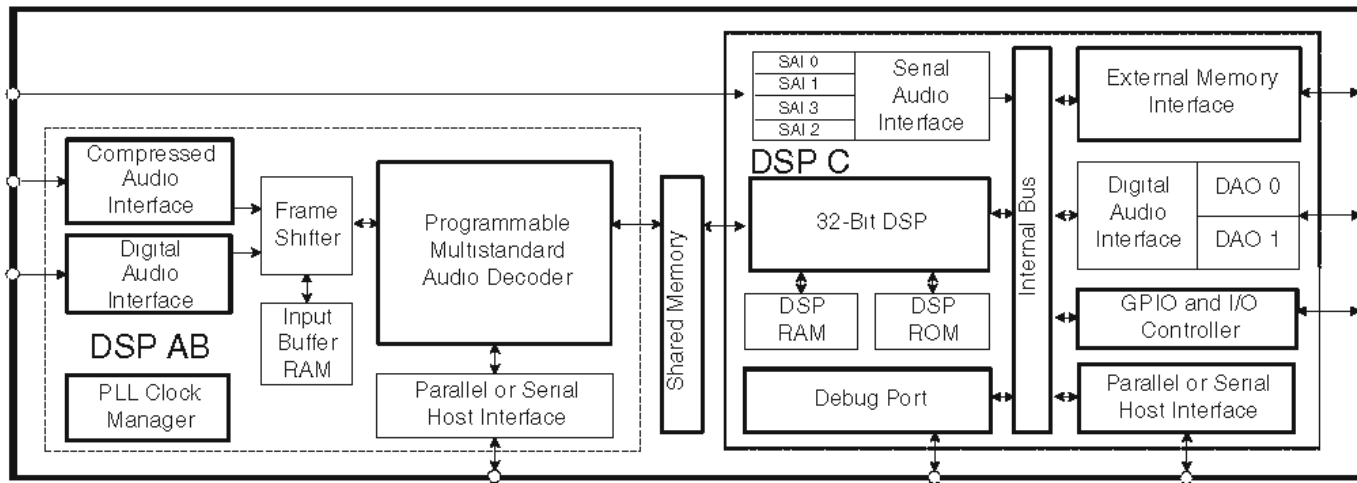 Compressed
Audio
Interface
Digital
Audio
Interface
DSP AB
PLL Clock
Manager
Frame
Shifter
Input
Buffer
RAM
Programmable
Multistandard
Audio Decoder
Parallel or Serial
Host Interface
Shared Memory
SAI 0
SAI 1
SAI 3
SAI 2
Serial
Audio
Interface
DSP C
32-Bit DSP
DSP
RAM
DSP
ROM
Debug Port
Internal Bus
External Memory
Interface
Digital
Audio
Interface
DAO 0
DAO 1
GPIO and I/O
Controller
Parallel or Serial
Host Interface